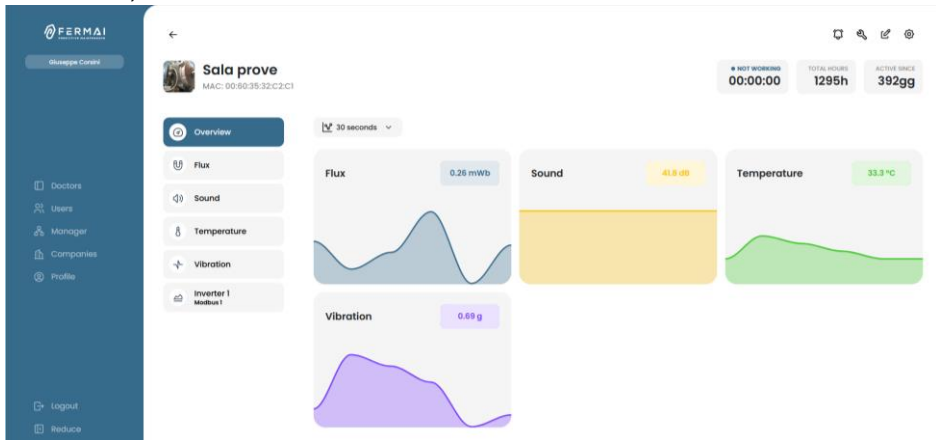 FERMAI
Giuseppe Corsini
Doctors
Users
Manager
Companies
Profile
Logout
Reduce
Sala prove
MAC: 00:60:35:32:C2:C1
NOT WORKING
00:00:00
TOTAL HOURS
1295h
ACTIVE SINCE
392gg
Overview
Flux
Sound
Temperature
Vibration
Inverter 1
Modbus 1
30 seconds
Flux
0.26 mWb
Sound
41.8 dB
Temperature
33.3 °C
Vibration
0.69 g